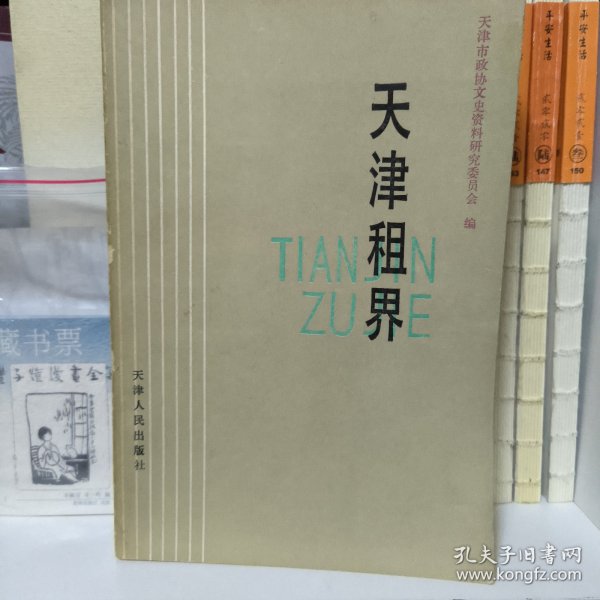 天津市政协文史资料研究委员会 编
天津租界
TIANJIN
ZUJIE
天津人民出版社
藏书票
平安生活
平安生活
147
150
孔夫子旧书网
www.kongfz.com